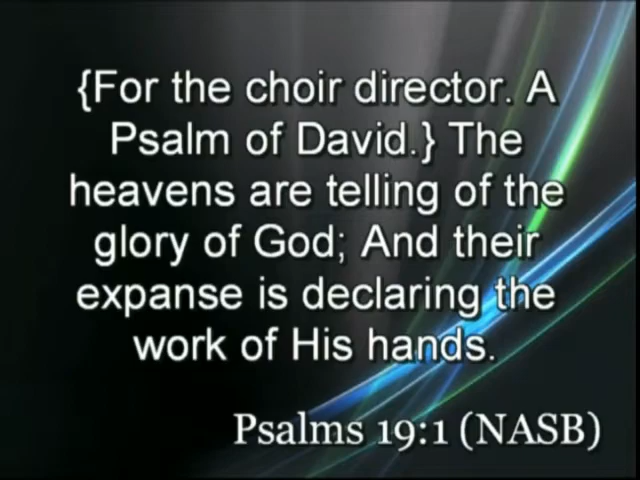 {For the choir director. A
Psalm of David.} The
heavens are telling of the
glory of God; And their
expanse is declaring the
work of His hands.
Psalms 19:1 (NASB)